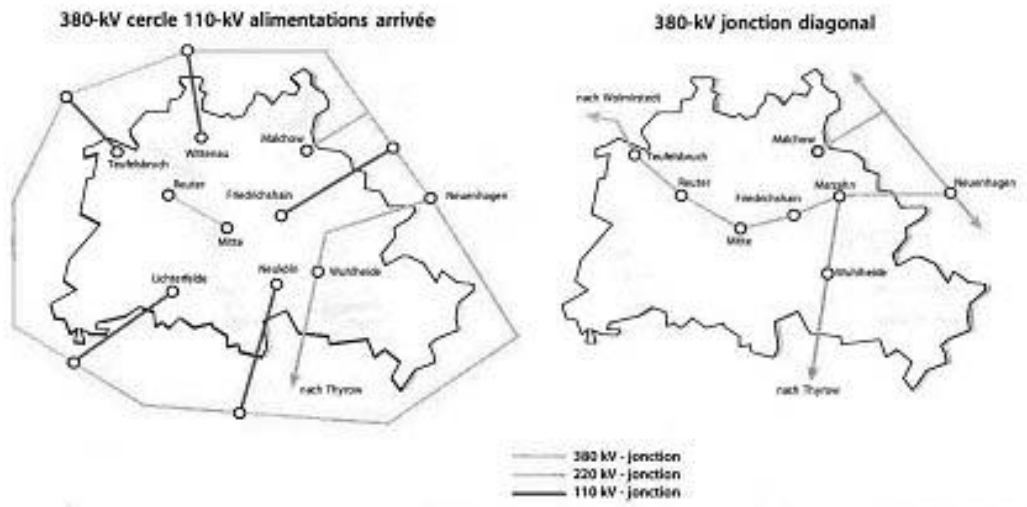 380-kV cercle 110-kV alimentations arrivée
Teufelsbruch
Wittenau
Malchow
Reuter
Friedrichshain
Neuenhagen
Mitte
Lichterfelde
Neukölln
Wuhlheide
nach Thyrow
380-kV jonction diagonal
nach Wolmirstedt
Malchow
Teufelsbruch
Reuter
Friedrichshain
Marzahn
Neuenhagen
Mitte
Wuhlheide
nach Thyrow
380 kV - jonction
220 kV - jonction
110 kV - jonction